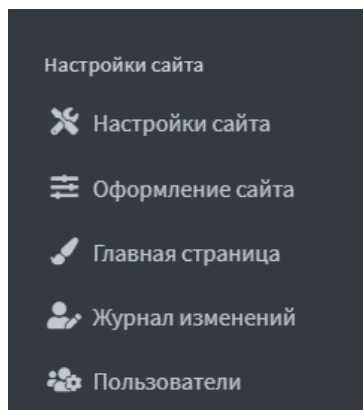 Настройки сайта
Настройки сайта
Оформление сайта
Главная страница
Журнал изменений
Пользователи